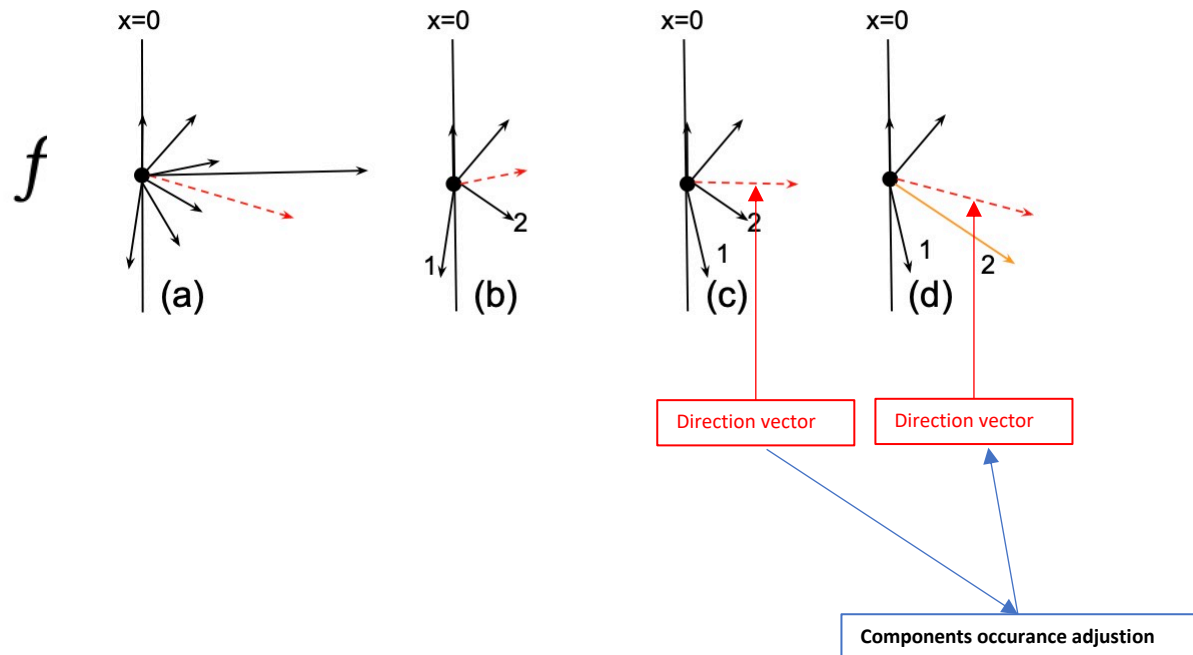 x=0
x=0
x=0
x=0
f
1
2
1
2
1
2
(a)
(b)
(c)
(d)
Direction vector
Direction vector
Components occurance adjustion